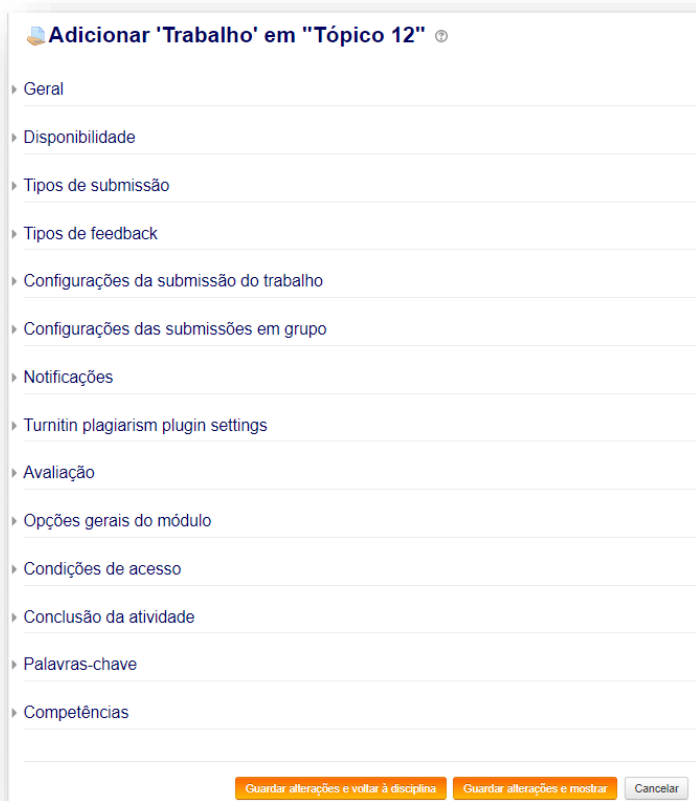 Adicionar 'Trabalho' em "Tópico 12"
Geral
Disponibilidade
Tipos de submissão
Tipos de feedback
Configurações da submissão do trabalho
Configurações das submissões em grupo
Notificações
Turnitin plagiarism plugin settings
Avaliação
Opções gerais do módulo
Condições de acesso
Conclusão da atividade
Palavras-chave
Competências
Guardar alterações e voltar à disciplina Guardar alterações e mostrar Cancelar